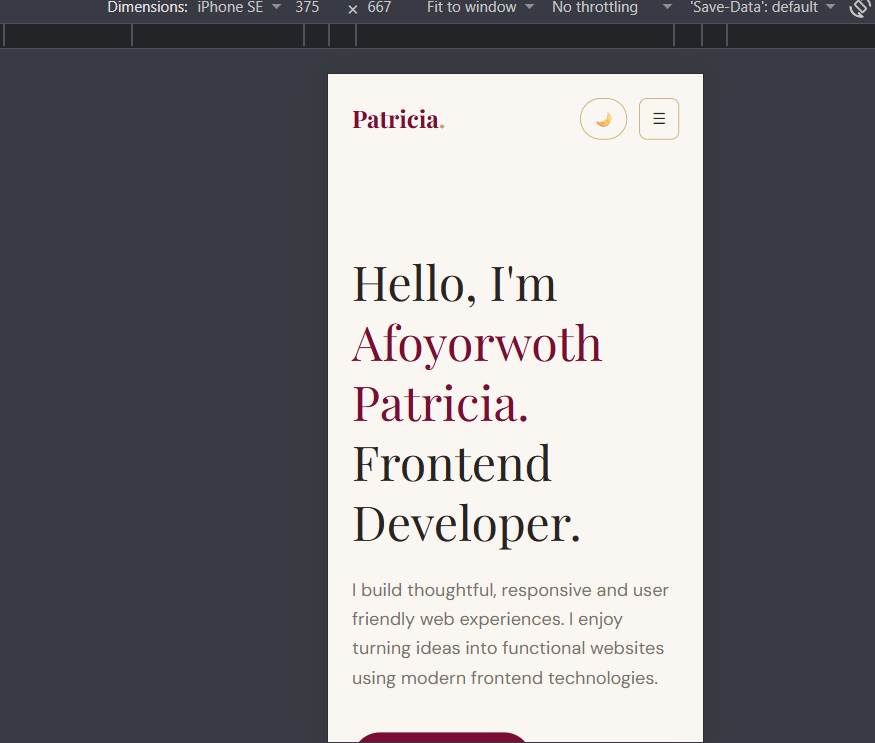 Dimensions: iPhone SE 375 × 667 Fit to window No throttling 'Save-Data': default
Patricia.
Hello, I'm
Afoyorwoth
Patricia.
Frontend
Developer.
I build thoughtful, responsive and user
friendly web experiences. I enjoy
turning ideas into functional websites
using modern frontend technologies.